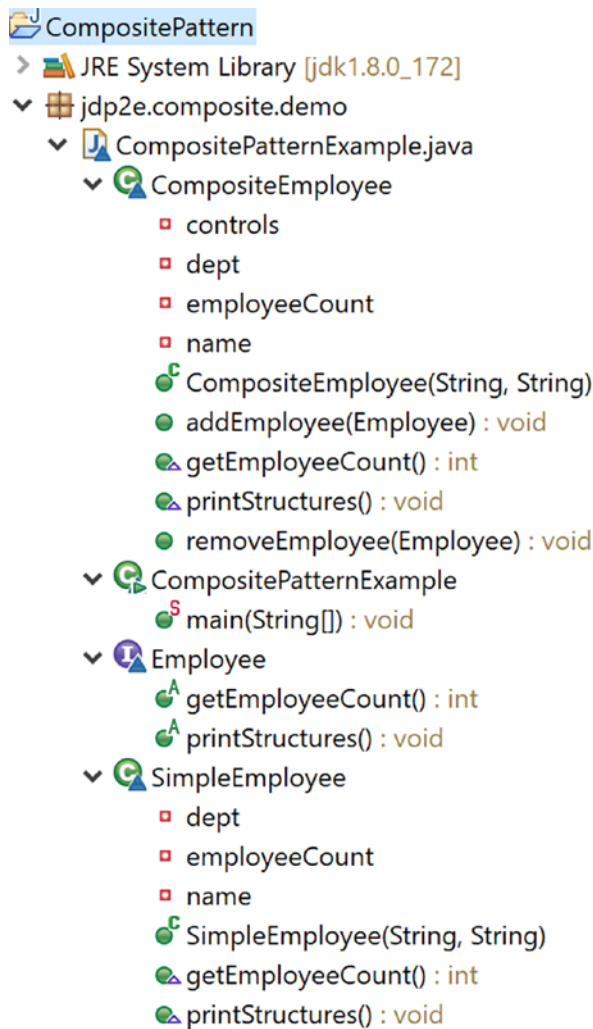 CompositePattern
JRE System Library [jdk1.8.0_172]
jdp2e.composite.demo
CompositePatternExample.java
CompositeEmployee
controls
dept
employeeCount
name
CompositeEmployee(String, String)
addEmployee(Employee) : void
getEmployeeCount() : int
printStructures() : void
removeEmployee(Employee) : void
CompositePatternExample
main(String[]) : void
Employee
getEmployeeCount() : int
printStructures() : void
SimpleEmployee
dept
employeeCount
name
SimpleEmployee(String, String)
getEmployeeCount() : int
printStructures() : void